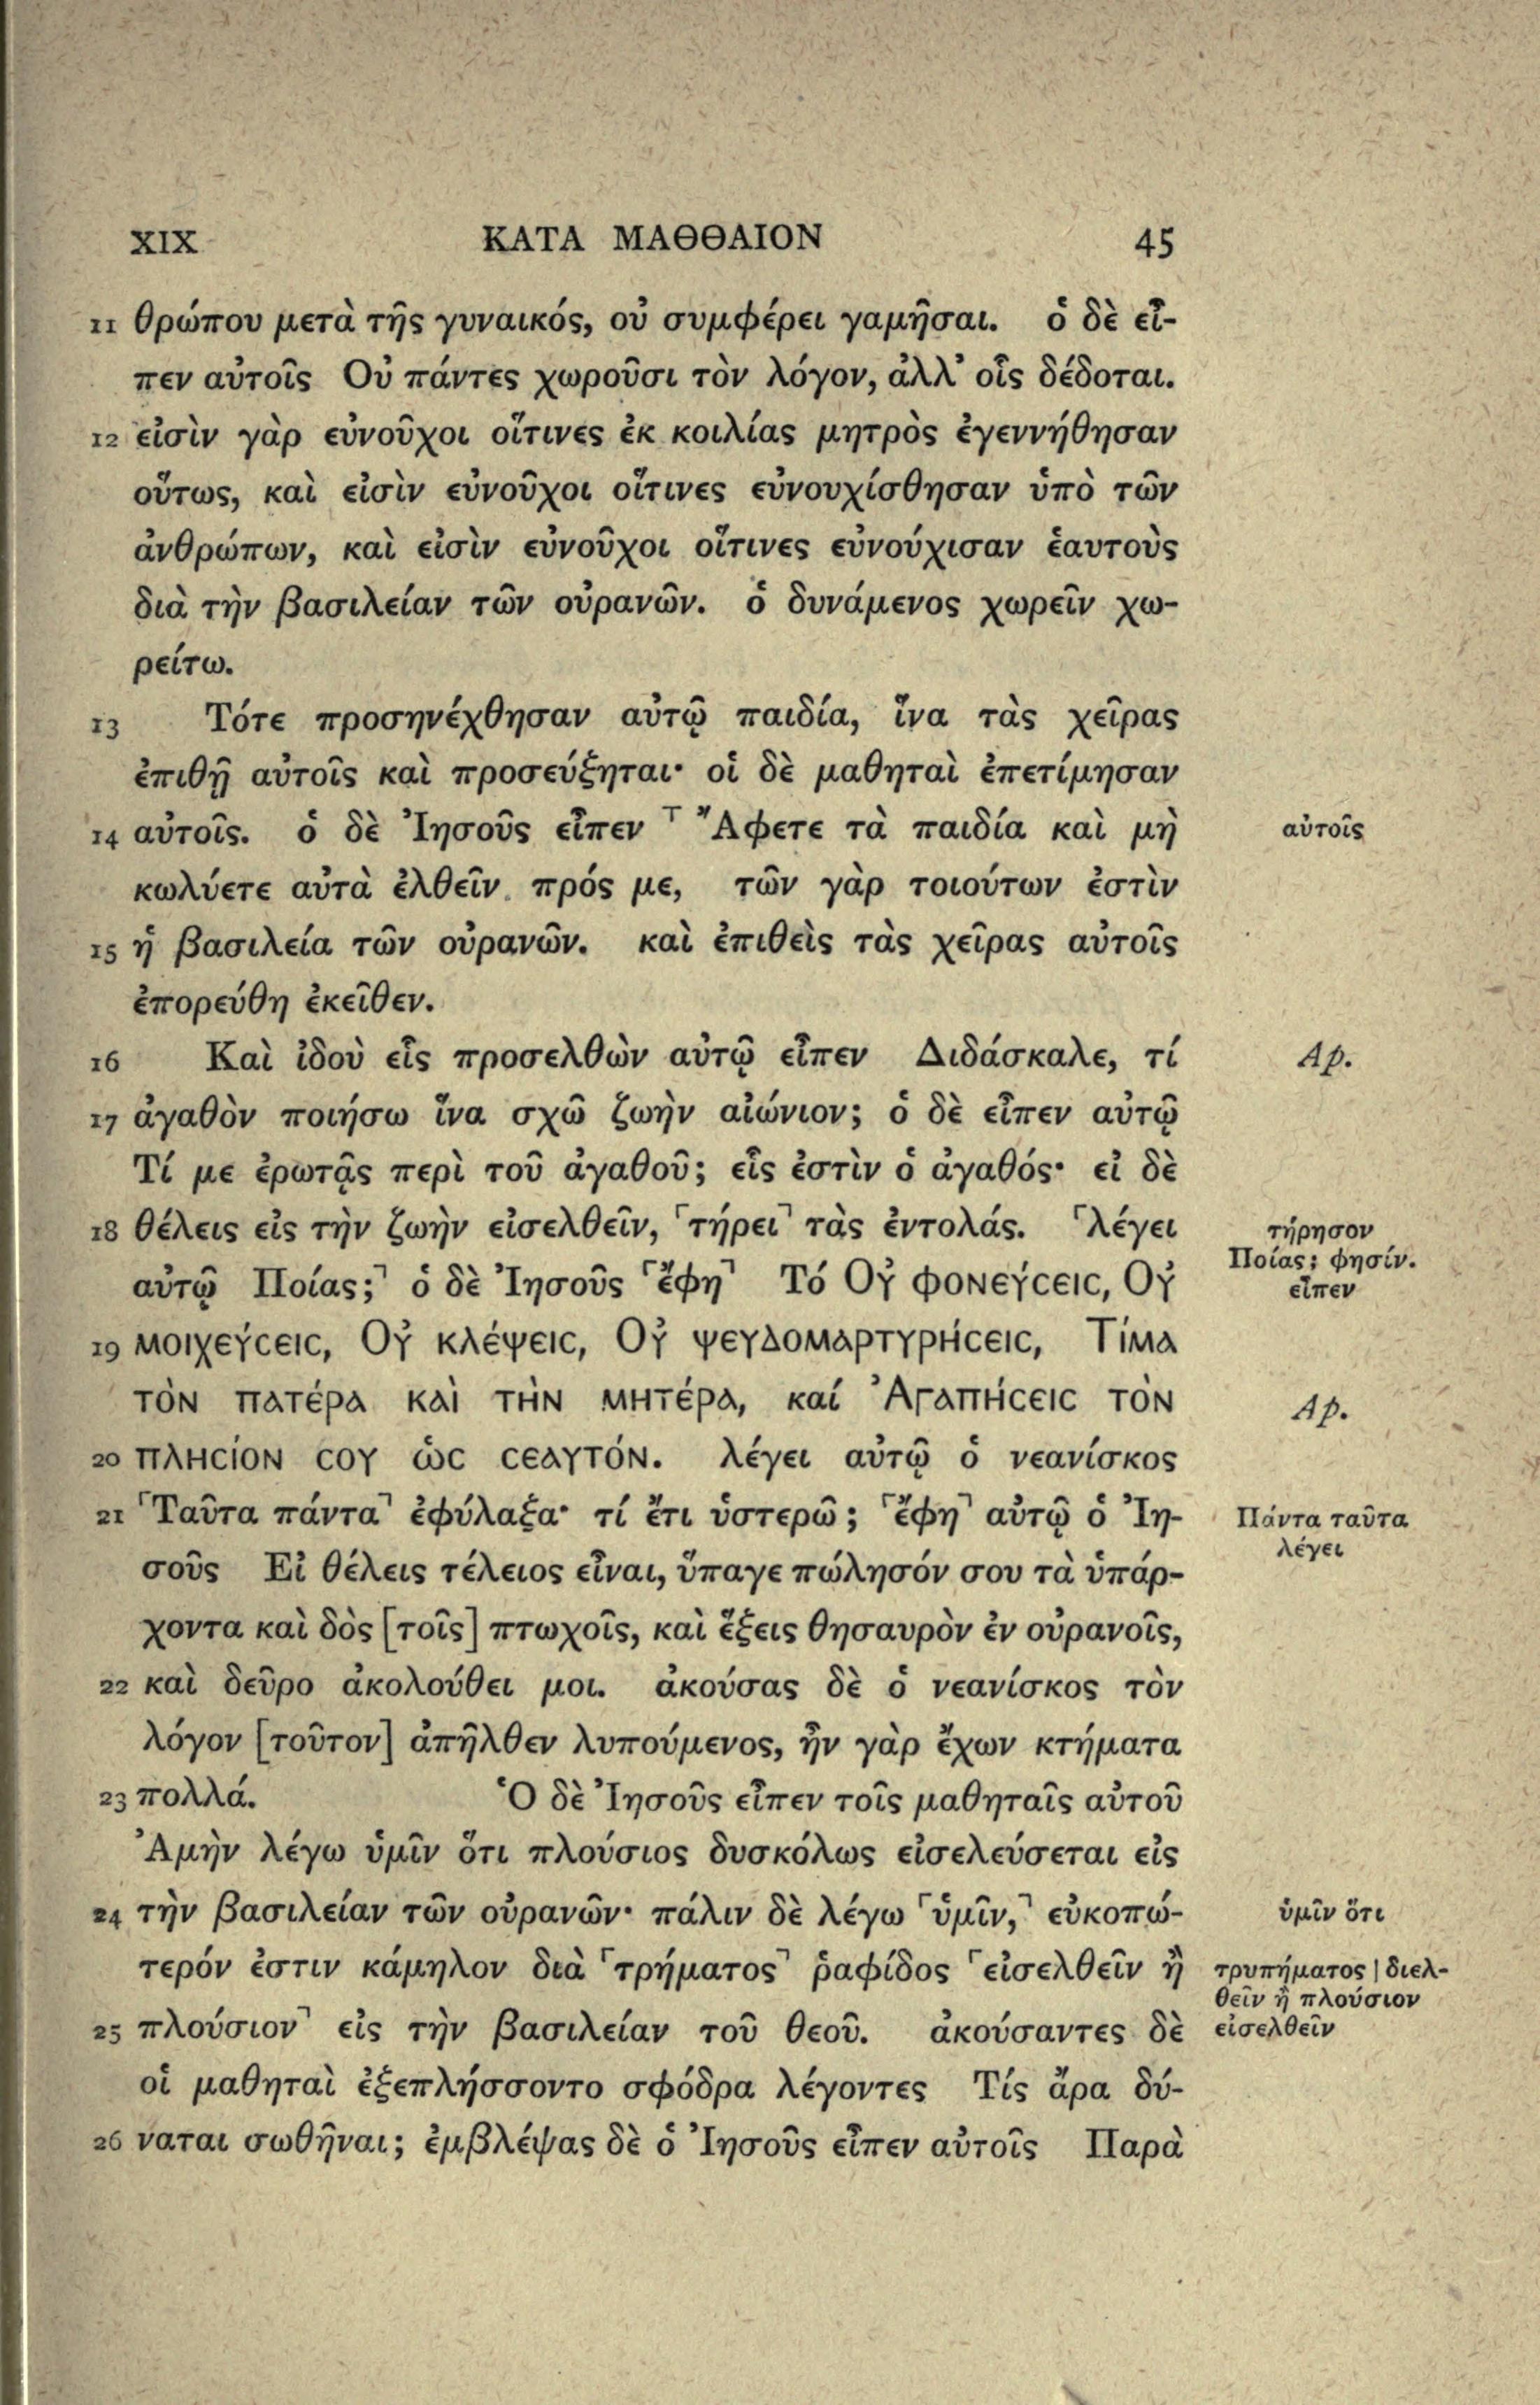 XIX ΚΑΤΑ ΜΑΘΘΑΙΟΝ 45
11 θρώπου μετὰ τῆς γυναικός, οὐ συμφέρει γαμῆσαι. ὁ δὲ εἶ-
πεν αὐτοῖς Οὐ πάντες χωροῦσι τὸν λόγον, ἀλλ' οἷς δέδοται.
12 εἰσὶν γὰρ εὐνοῦχοι οἵτινες ἐκ κοιλίας μητρὸς ἐγεννήθησαν
οὕτως, καὶ εἰσὶν εὐνοῦχοι οἵτινες εὐνουχίσθησαν ὑπὸ τῶν
ἀνθρώπων, καὶ εἰσὶν εὐνοῦχοι οἵτινες εὐνούχισαν ἑαυτοὺς
διὰ τὴν βασιλείαν τῶν οὐρανῶν. ὁ δυνάμενος χωρεῖν χω-
ρείτω.
13 Τότε προσηνέχθησαν αὐτῷ παιδία, ἵνα τὰς χεῖρας
ἐπιθῇ αὐτοῖς καὶ προσεύξηται· οἱ δὲ μαθηταὶ ἐπετίμησαν
14 αὐτοῖς. ὁ δὲ Ἰησοῦς εἶπεν ⊤ Ἄφετε τὰ παιδία καὶ μὴ αὐτοῖς
κωλύετε αὐτὰ ἐλθεῖν πρός με, τῶν γὰρ τοιούτων ἐστὶν
15 ἡ βασιλεία τῶν οὐρανῶν. καὶ ἐπιθεὶς τὰς χεῖρας αὐτοῖς
ἐπορεύθη ἐκεῖθεν.
16 Καὶ ἰδοὺ εἷς προσελθὼν αὐτῷ εἶπεν Διδάσκαλε, τί Ap.
17 ἀγαθὸν ποιήσω ἵνα σχῶ ζωὴν αἰώνιον; ὁ δὲ εἶπεν αὐτῷ
Τί με ἐρωτᾷς περὶ τοῦ ἀγαθοῦ; εἷς ἐστὶν ὁ ἀγαθός· εἰ δὲ
18 θέλεις εἰς τὴν ζωὴν εἰσελθεῖν, ⌜τήρει⌝ τὰς ἐντολάς. ⌜λέγει τήρησον
Ποίας; φησίν.
αὐτῷ Ποίας;⌝ ὁ δὲ Ἰησοῦς ⌜ἔφη⌝ Τό Οὐ φονεύσεις, Οὐ εἶπεν
19 μοιχεύσεις, Οὐ κλέψεις, Οὐ ψευδομαρτυρήσεις, Τίμα
τὸν πατέρα καὶ τὴν μητέρα, καί Ἀγαπήσεις τὸν Ap.
20 πλησίον σου ὡς σεαυτόν. λέγει αὐτῷ ὁ νεανίσκος
21 ⌜Ταῦτα πάντα⌝ ἐφύλαξα· τί ἔτι ὑστερῶ; ⌜ἔφη⌝ αὐτῷ ὁ Ἰη- Πάντα ταῦτα
λέγει
σοῦς Εἰ θέλεις τέλειος εἶναι, ὕπαγε πώλησόν σου τὰ ὑπάρ-
χοντα καὶ δὸς [τοῖς] πτωχοῖς, καὶ ἕξεις θησαυρὸν ἐν οὐρανοῖς,
22 καὶ δεῦρο ἀκολούθει μοι. ἀκούσας δὲ ὁ νεανίσκος τὸν
λόγον [τοῦτον] ἀπῆλθεν λυπούμενος, ἦν γὰρ ἔχων κτήματα
23 πολλά. Ὁ δὲ Ἰησοῦς εἶπεν τοῖς μαθηταῖς αὐτοῦ
Ἀμὴν λέγω ὑμῖν ὅτι πλούσιος δυσκόλως εἰσελεύσεται εἰς
24 τὴν βασιλείαν τῶν οὐρανῶν· πάλιν δὲ λέγω ⌜ὑμῖν,⌝ εὐκοπώ- ὑμῖν ὅτι
τερόν ἐστιν κάμηλον διὰ ⌜τρήματος⌝ ῥαφίδος ⌜εἰσελθεῖν ἢ τρυπήματος | διελ-
θεῖν ἢ πλούσιον
25 πλούσιον⌝ εἰς τὴν βασιλείαν τοῦ θεοῦ. ἀκούσαντες δὲ εἰσελθεῖν
οἱ μαθηταὶ ἐξεπλήσσοντο σφόδρα λέγοντες Τίς ἄρα δύ-
26 ναται σωθῆναι; ἐμβλέψας δὲ ὁ Ἰησοῦς εἶπεν αὐτοῖς Παρὰ